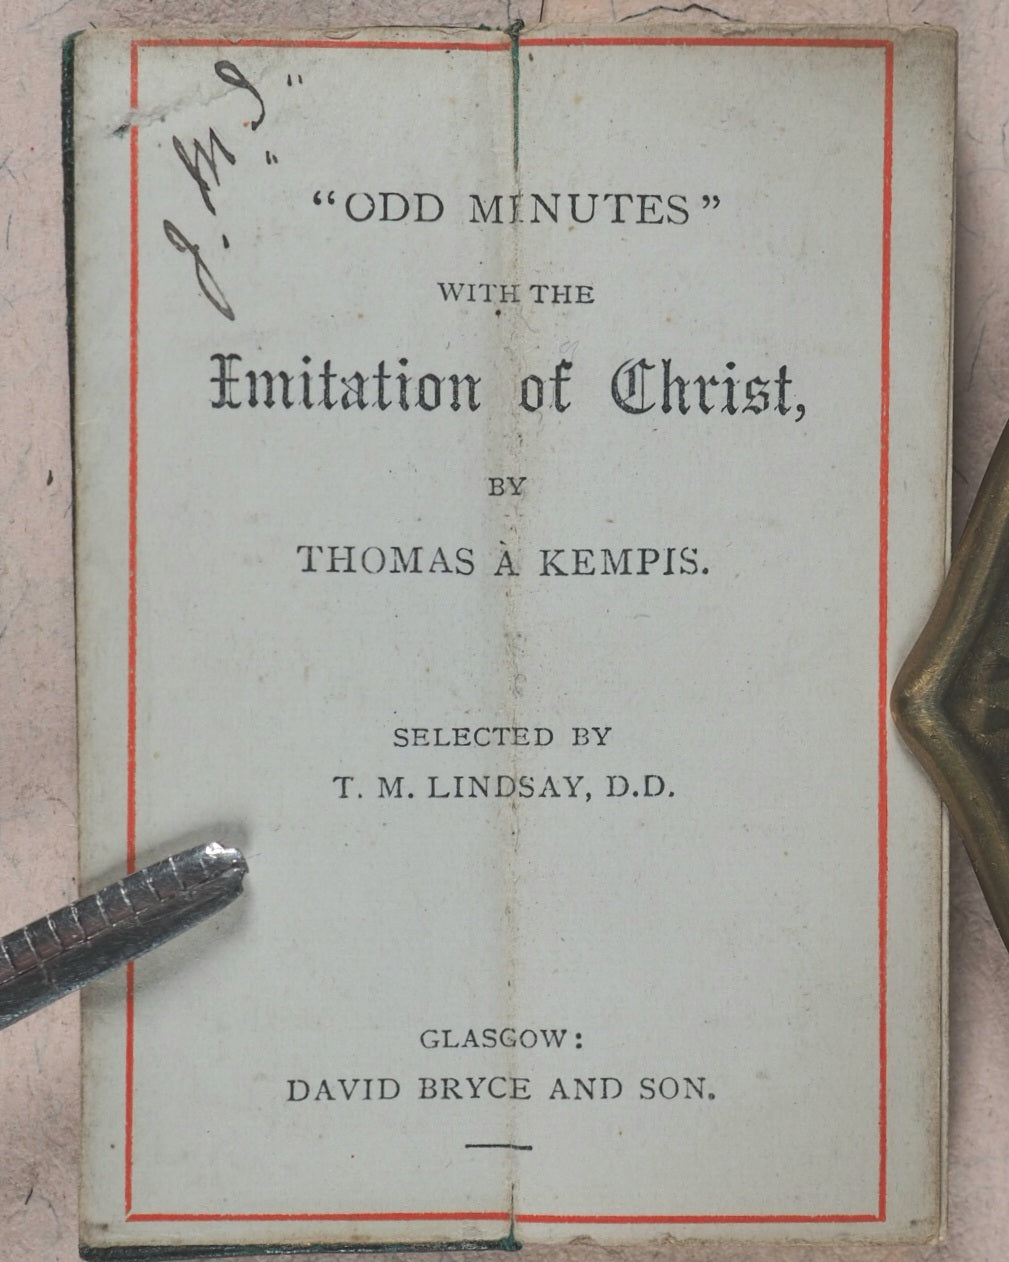 "ODD MINUTES"
WITH THE
Imitation of Christ,
BY
THOMAS À KEMPIS.
SELECTED BY
T. M. LINDSAY, D.D.
GLASGOW:
DAVID BRYCE AND SON.